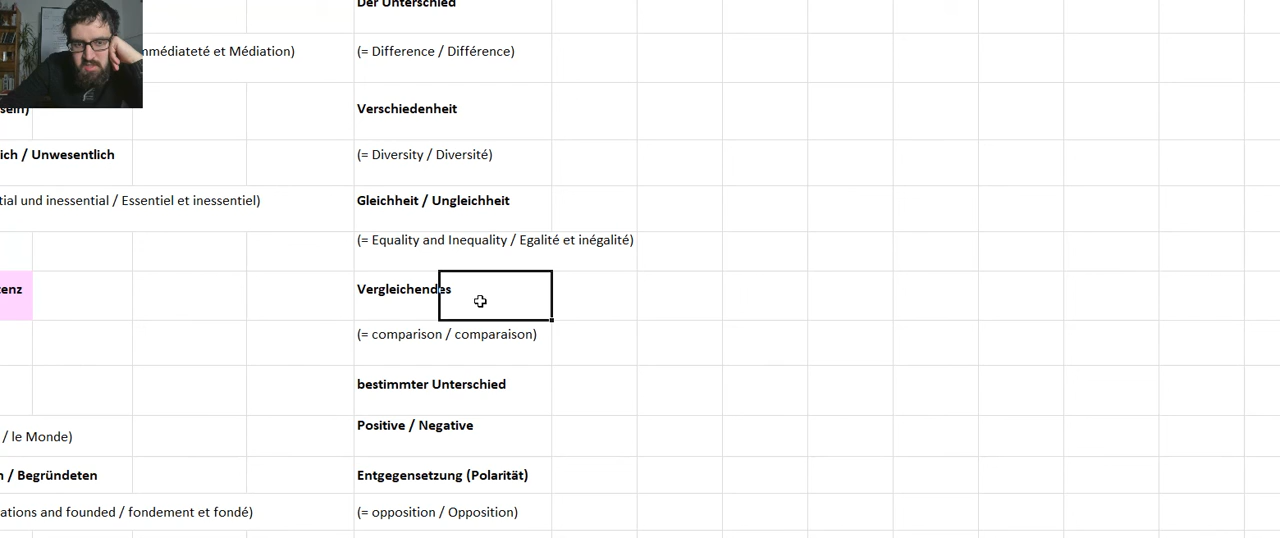 Der Unterschied
mmédiateté et Médiation) (= Difference / Différence)
sein) Verschiedenheit
ich / Unwesentlich (= Diversity / Diversité)
tial und inessential / Essentiel et inessentiel) Gleichheit / Ungleichheit
(= Equality and Inequality / Egalité et inégalité)
tenz Vergleichendes
(= comparison / comparaison)
bestimmter Unterschied
Positive / Negative
/ le Monde)
n / Begründeten Entgegensetzung (Polarität)
ations and founded / fondement et fondé) (= opposition / Opposition)